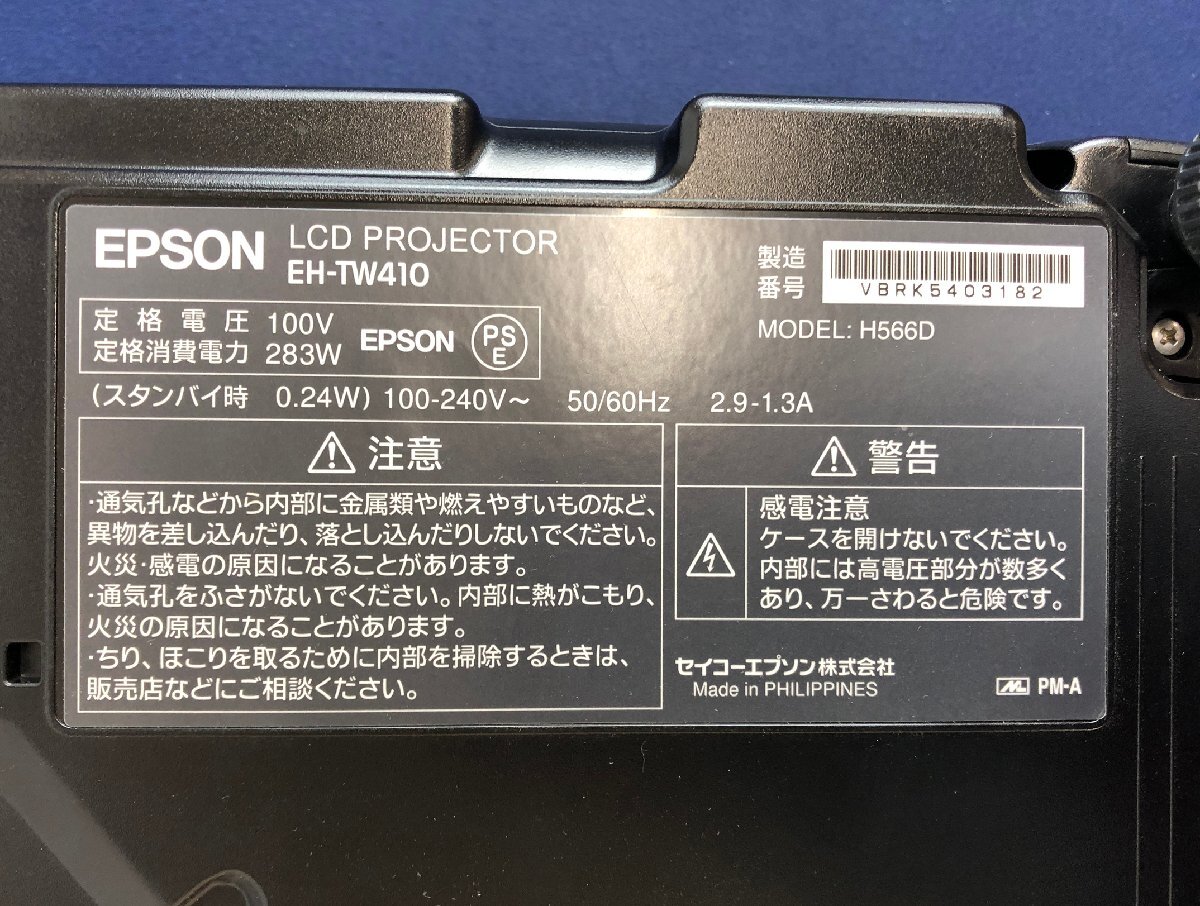 EPSON LCD PROJECTOR
EH-TW410
製造
番号
VBRK5403182
MODEL: H566D
定格電圧 100V
定格消費電力 283W
EPSON
PS
E
(スタンバイ時 0.24W) 100-240V～ 50/60Hz 2.9-1.3A
注意
・通気孔などから内部に金属類や燃えやすいものなど、
異物を差し込んだり、落とし込んだりしないでください。
火災・感電の原因になることがあります。
・通気孔をふさがないでください。内部に熱がこもり、
火災の原因になることがあります。
・ちり、ほこりを取るために内部を掃除するときは、
販売店などにご相談ください。
警告
感電注意
ケースを開けないでください。
内部には高電圧部分が数多く
あり、万一さわると危険です。
セイコーエプソン株式会社
Made in PHILIPPINES
PM-A